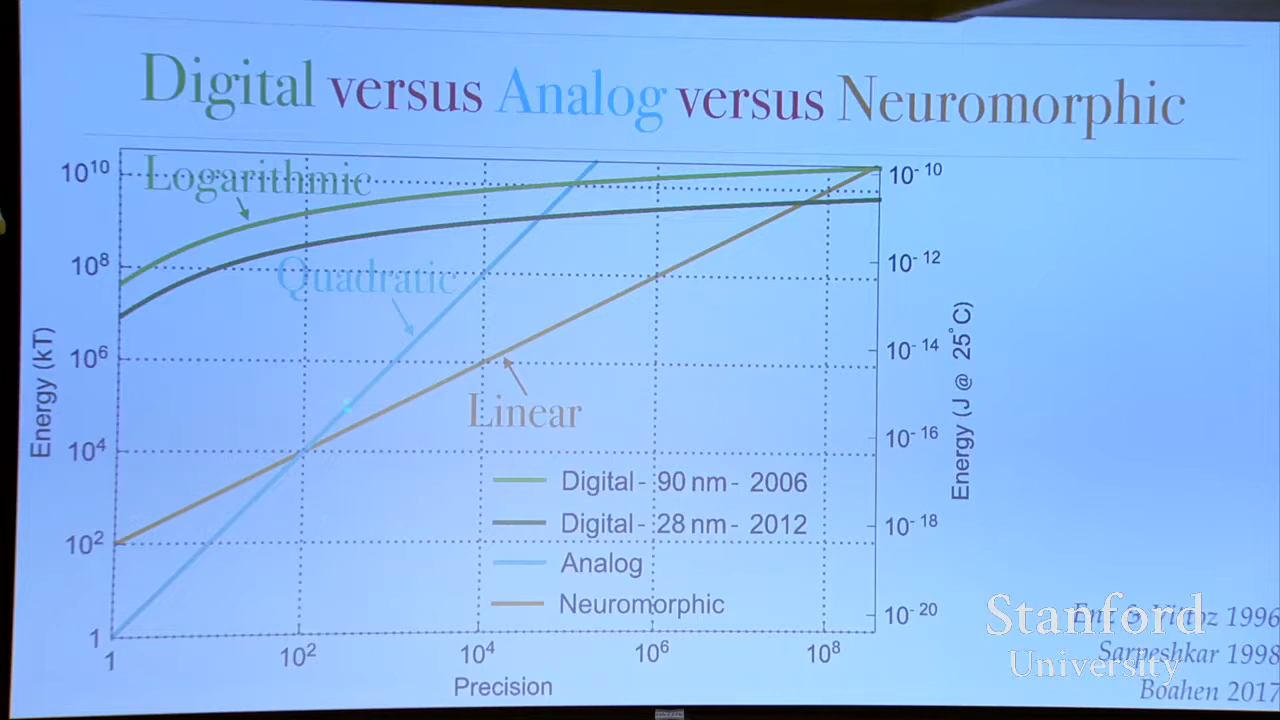 Digital versus Analog versus Neuromorphic
10¹⁰
10⁸
10⁶
10⁴
10²
1
Energy (kT)
Logarithmic
Quadratic
Linear
Digital - 90 nm - 2006
Digital - 28 nm - 2012
Analog
Neuromorphic
1
10²
10⁴
10⁶
10⁸
Precision
10⁻¹⁰
10⁻¹²
10⁻¹⁴
10⁻¹⁶
10⁻¹⁸
10⁻²⁰
Energy (J @ 25°C)
1996
Sarpeshkar 1998
Boahen 2017
Stanford
University